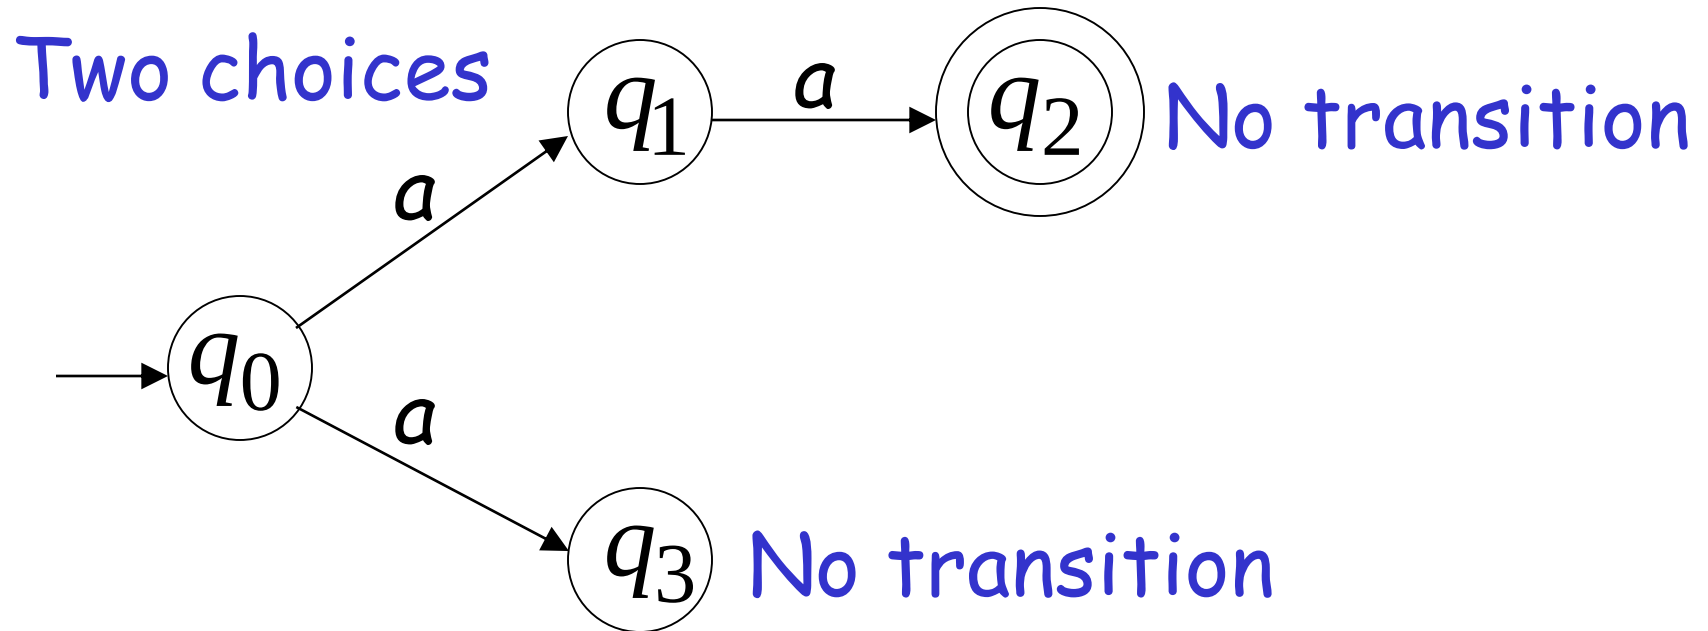 Two choices
q1
a
q2
No transition
a
q0
a
q3
No transition